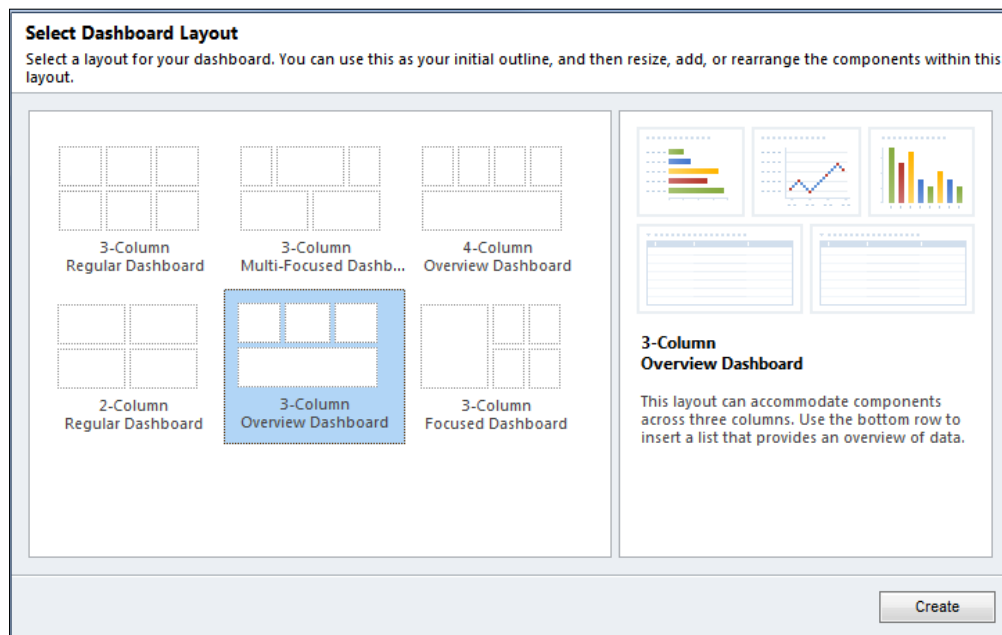 Select Dashboard Layout
Select a layout for your dashboard. You can use this as your initial outline, and then resize, add, or rearrange the components within this
layout.
3-Column
Regular Dashboard
3-Column
Multi-Focused Dashb...
4-Column
Overview Dashboard
2-Column
Regular Dashboard
3-Column
Overview Dashboard
3-Column
Focused Dashboard
3-Column
Overview Dashboard
This layout can accommodate components
across three columns. Use the bottom row to
insert a list that provides an overview of data.
Create